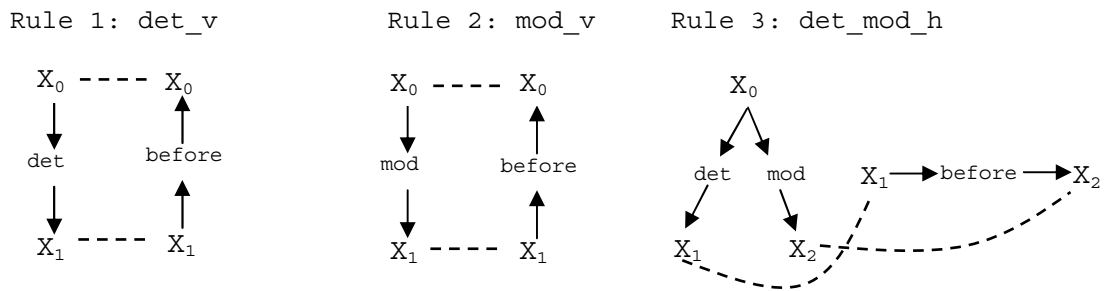 Rule 1: det_v Rule 2: mod_v Rule 3: det_mod_h
X₀ X₀ X₀ X₀ X₀
det before mod before det mod X₁ before X₂
X₁ X₁ X₁ X₁ X₁ X₂